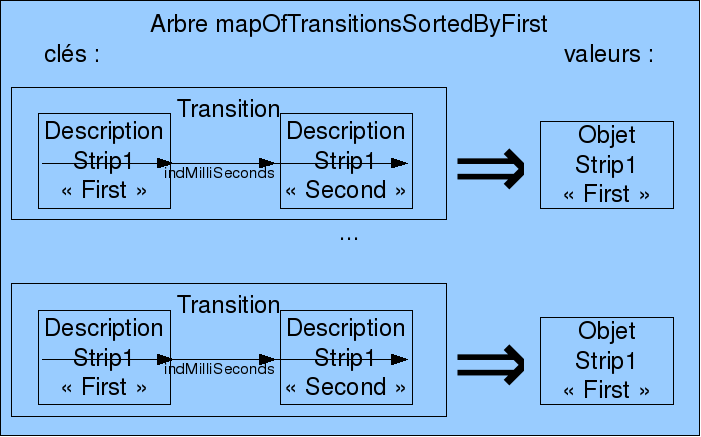 Arbre mapOfTransitionsSortedByFirst
clés : valeurs :
Transition
Description Description Objet
Strip1 Strip1 Strip1
indMilliSeconds
« First » « Second » « First »
...
Transition
Description Description Objet
Strip1 Strip1 Strip1
indMilliSeconds
« First » « Second » « First »